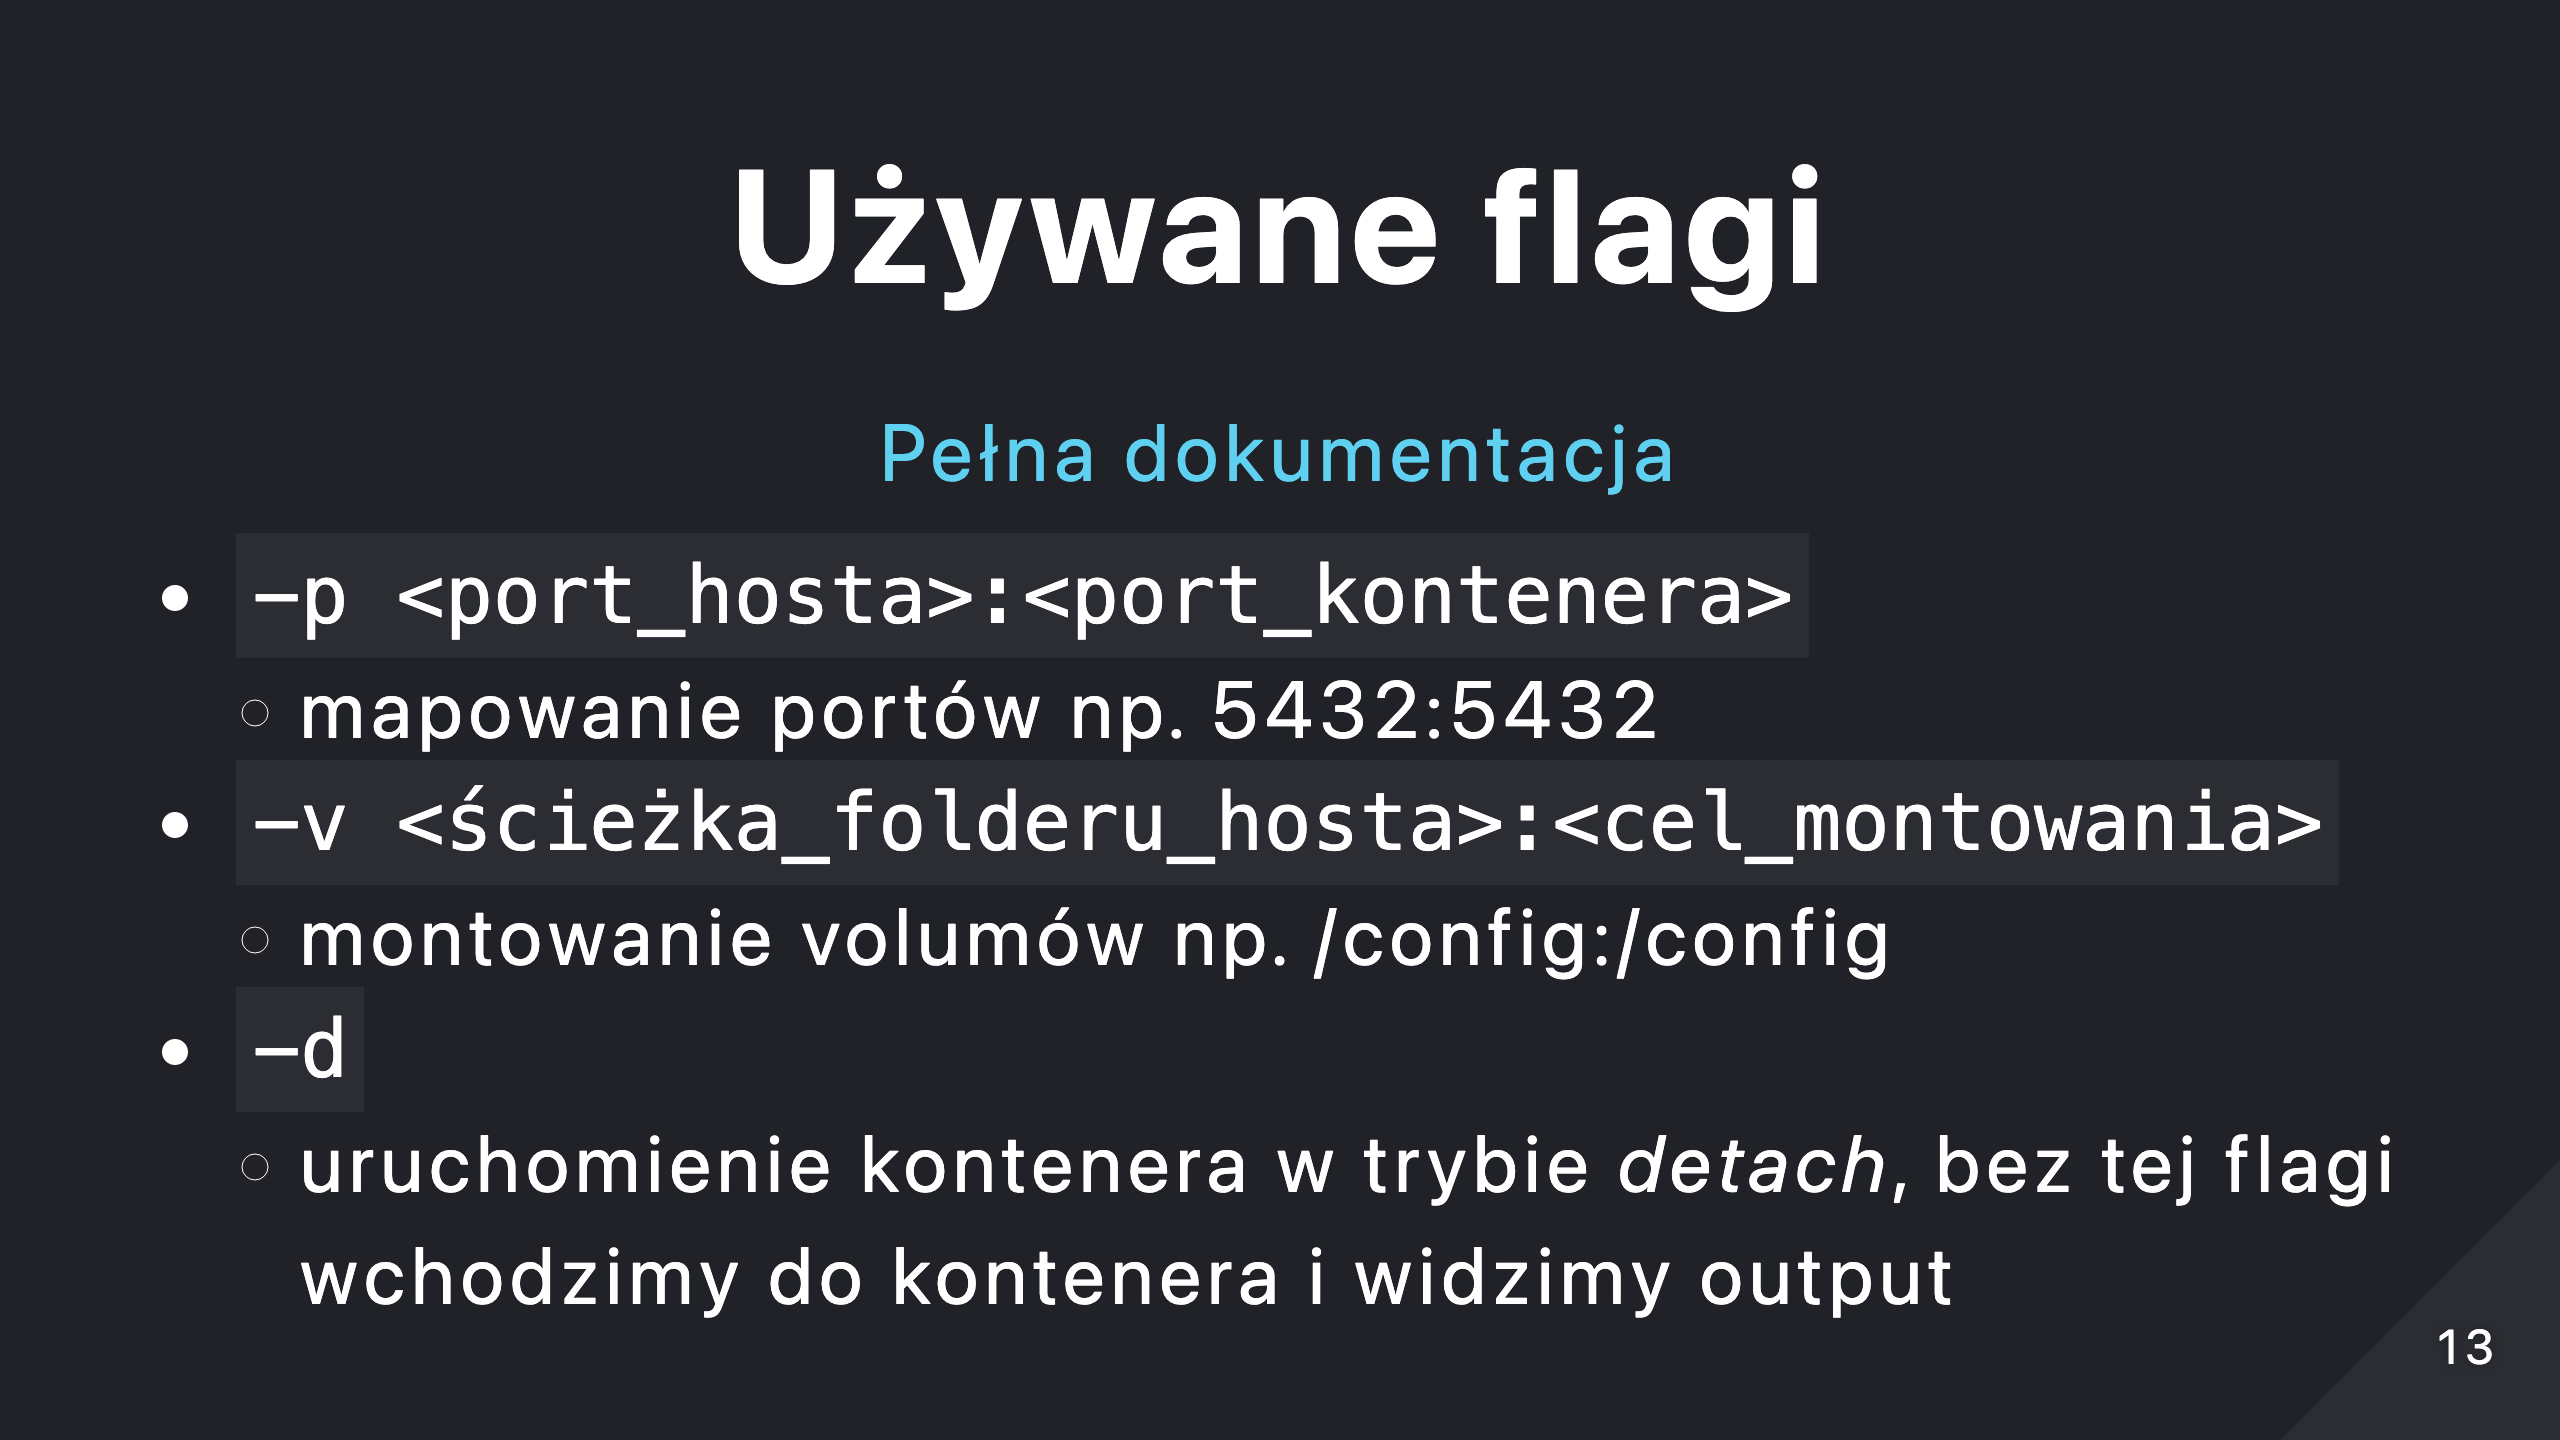 Używane flagi
Pełna dokumentacja
-p <port_hosta>:<port_kontenera>
mapowanie portów np. 5432:5432
-v <ścieżka_folderu_hosta>:<cel_montowania>
montowanie volumów np. /config:/config
-d
uruchomienie kontenera w trybie detach, bez tej flagi
wchodzimy do kontenera i widzimy output
13